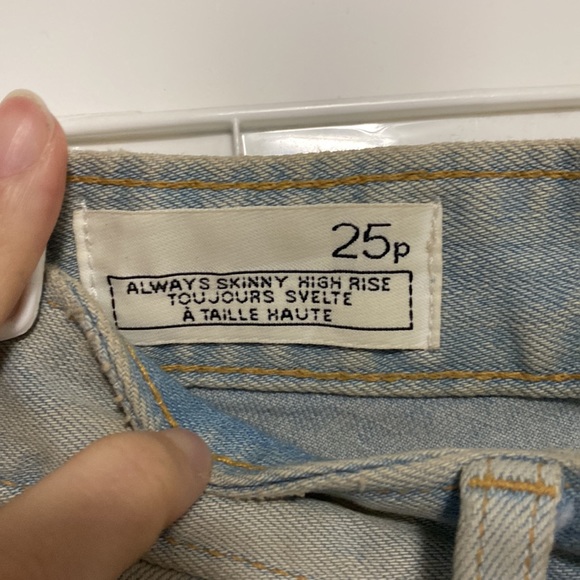 25p
ALWAYS SKINNY HIGH RISE
TOUJOURS SVELTE
À TAILLE HAUTE